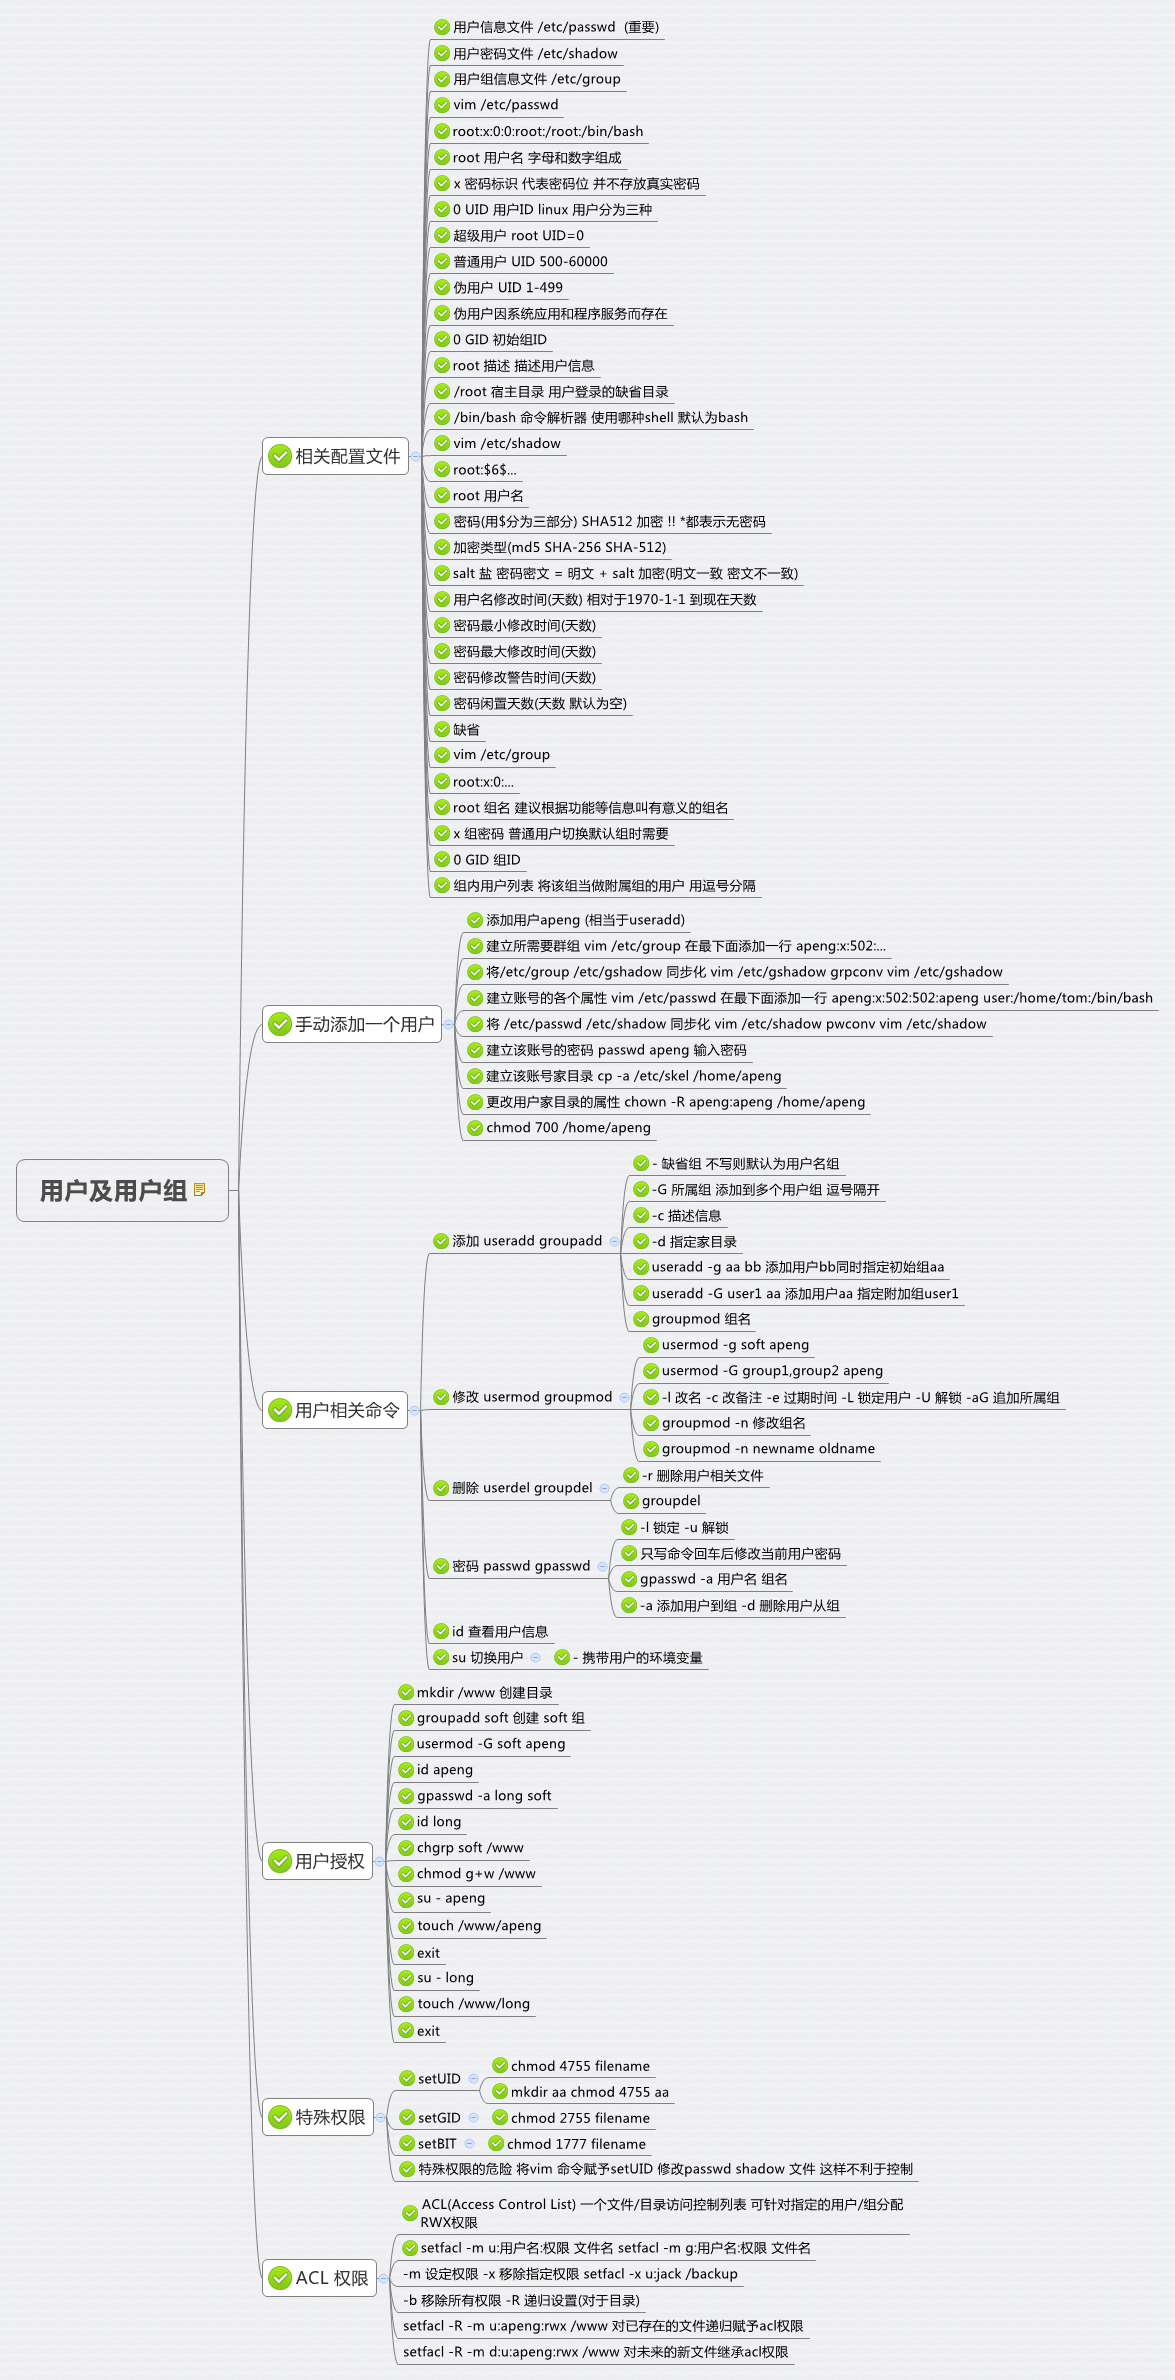 用户及用户组
相关配置文件
用户信息文件 /etc/passwd (重要)
用户密码文件 /etc/shadow
用户组信息文件 /etc/group
vim /etc/passwd
root:x:0:0:root:/root:/bin/bash
root 用户名 字母和数字组成
x 密码标识 代表密码位 并不存放真实密码
0 UID 用户ID linux 用户分为三种
超级用户 root UID=0
普通用户 UID 500-60000
伪用户 UID 1-499
伪用户因系统应用和程序服务而存在
0 GID 初始组ID
root 描述 描述用户信息
/root 宿主目录 用户登录的缺省目录
/bin/bash 命令解析器 使用哪种shell 默认为bash
vim /etc/shadow
root:$6$...
root 用户名
密码(用$分为三部分) SHA512 加密 !! *都表示无密码
加密类型(md5 SHA-256 SHA-512)
salt 盐 密码密文 = 明文 + salt 加密(明文一致 密文不一致)
用户名修改时间(天数) 相对于1970-1-1 到现在天数
密码最小修改时间(天数)
密码最大修改时间(天数)
密码修改警告时间(天数)
密码闲置天数(天数 默认为空)
缺省
vim /etc/group
root:x:0:...
root 组名 建议根据功能等信息叫有意义的组名
x 组密码 普通用户切换默认组时需要
0 GID 组ID
组内用户列表 将该组当做附属组的用户 用逗号分隔
手动添加一个用户
添加用户apeng (相当于useradd)
建立所需要群组 vim /etc/group 在最下面添加一行 apeng:x:502:...
将/etc/group /etc/gshadow 同步化 vim /etc/gshadow grpconv vim /etc/gshadow
建立账号的各个属性 vim /etc/passwd 在最下面添加一行 apeng:x:502:502:apeng user:/home/tom:/bin/bash
将 /etc/passwd /etc/shadow 同步化 vim /etc/shadow pwconv vim /etc/shadow
建立该账号的密码 passwd apeng 输入密码
建立该账号家目录 cp -a /etc/skel /home/apeng
更改用户家目录的属性 chown -R apeng:apeng /home/apeng
chmod 700 /home/apeng
用户相关命令
添加 useradd groupadd
- 缺省组 不写则默认为用户名组
-G 所属组 添加到多个用户组 逗号隔开
-c 描述信息
-d 指定家目录
useradd -g aa bb 添加用户bb同时指定初始组aa
useradd -G user1 aa 添加用户aa 指定附加组user1
groupmod 组名
修改 usermod groupmod
usermod -g soft apeng
usermod -G group1,group2 apeng
-l 改名 -c 改备注 -e 过期时间 -L 锁定用户 -U 解锁 -aG 追加所属组
groupmod -n 修改组名
groupmod -n newname oldname
删除 userdel groupdel
-r 删除用户相关文件
groupdel
密码 passwd gpasswd
-l 锁定 -u 解锁
只写命令回车后修改当前用户密码
gpasswd -a 用户名 组名
-a 添加用户到组 -d 删除用户从组
id 查看用户信息
su 切换用户
- 携带用户的环境变量
用户授权
mkdir /www 创建目录
groupadd soft 创建 soft 组
usermod -G soft apeng
id apeng
gpasswd -a long soft
id long
chgrp soft /www
chmod g+w /www
su - apeng
touch /www/apeng
exit
su - long
touch /www/long
exit
特殊权限
setUID
chmod 4755 filename
mkdir aa chmod 4755 aa
setGID
chmod 2755 filename
setBIT
chmod 1777 filename
特殊权限的危险 将vim 命令赋予setUID 修改passwd shadow 文件 这样不利于控制
ACL 权限
ACL(Access Control List) 一个文件/目录访问控制列表 可针对指定的用户/组分配
RWX权限
setfacl -m u:用户名:权限 文件名 setfacl -m g:用户名:权限 文件名
-m 设定权限 -x 移除指定权限 setfacl -x u:jack /backup
-b 移除所有权限 -R 递归设置(对于目录)
setfacl -R -m u:apeng:rwx /www 对已存在的文件递归赋予acl权限
setfacl -R -m d:u:apeng:rwx /www 对未来的新文件继承acl权限